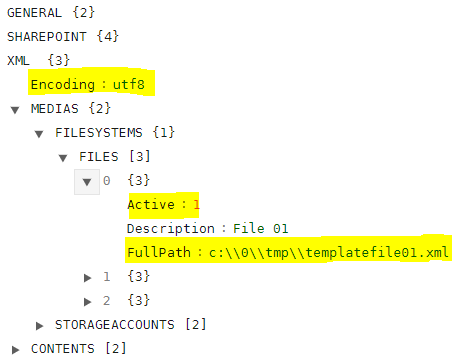 GENERAL {2}
SHAREPOINT {4}
XML {3}
Encoding : utf8
MEDIAS {2}
FILESYSTEMS {1}
FILES [3]
0 {3}
Active : 1
Description : File 01
FullPath : c:\\0\\tmp\\templatefile01.xml
1 {3}
2 {3}
STORAGEACCOUNTS [2]
CONTENTS [2]